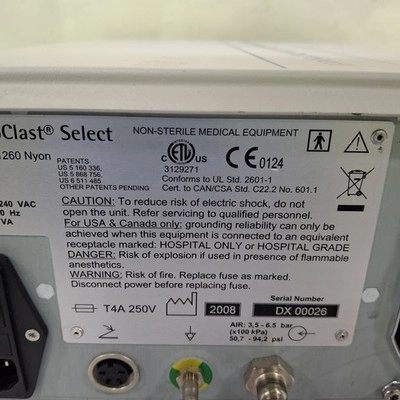 Clast® Select
NON-STERILE MEDICAL EQUIPMENT
1260 Nyon
PATENTS
US 5 160 336,
US 5 868 756,
US 6 511 485
OTHER PATENTS PENDING
ETL
C US
3129271
CE 0124
Conforms to UL Std. 2601-1
Cert. to CAN/CSA Std. C22.2 No. 601.1
240 VAC
0 Hz
VA
CAUTION: To reduce risk of electric shock, do not
open the unit. Refer servicing to qualified personnel.
For USA & Canada only: grounding reliability can only be
achieved when this equipment is connected to an equivalent
receptacle marked: HOSPITAL ONLY or HOSPITAL GRADE
DANGER: Risk of explosion if used in presence of flammable
anesthetics.
WARNING: Risk of fire. Replace fuse as marked.
Disconnect power before replacing fuse.
T4A 250V
2008
Serial Number
DX 00026
AIR: 3,5 - 6.5 bar
(x100 kPa)
50,7 - 94,2 psi